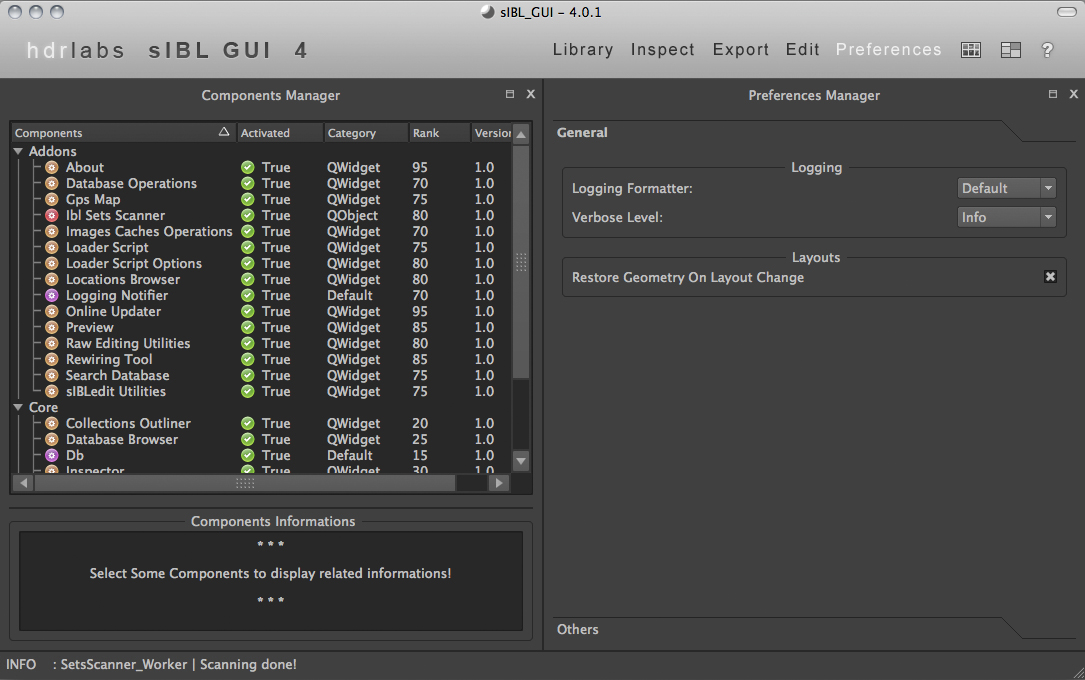 sIBL_GUI - 4.0.1
hdrlabs sIBL GUI 4
Library Inspect Export Edit Preferences ?
Components Manager
Components Activated Category Rank Version
Addons
About True QWidget 95 1.0
Database Operations True QWidget 70 1.0
Gps Map True QWidget 75 1.0
Ibl Sets Scanner True QObject 80 1.0
Images Caches Operations True QWidget 70 1.0
Loader Script True QWidget 75 1.0
Loader Script Options True QWidget 80 1.0
Locations Browser True QWidget 80 1.0
Logging Notifier True Default 70 1.0
Online Updater True QWidget 95 1.0
Preview True QWidget 85 1.0
Raw Editing Utilities True QWidget 80 1.0
Rewiring Tool True QWidget 85 1.0
Search Database True QWidget 75 1.0
sIBLedit Utilities True QWidget 75 1.0
Core
Collections Outliner True QWidget 20 1.0
Database Browser True QWidget 25 1.0
Db True Default 15 1.0
Inspector True QWidget 30 1.0
Components Informations
* * *
Select Some Components to display related informations!
* * *
Preferences Manager
General
Logging
Logging Formatter: Default
Verbose Level: Info
Layouts
Restore Geometry On Layout Change
Others
INFO : SetsScanner_Worker | Scanning done!